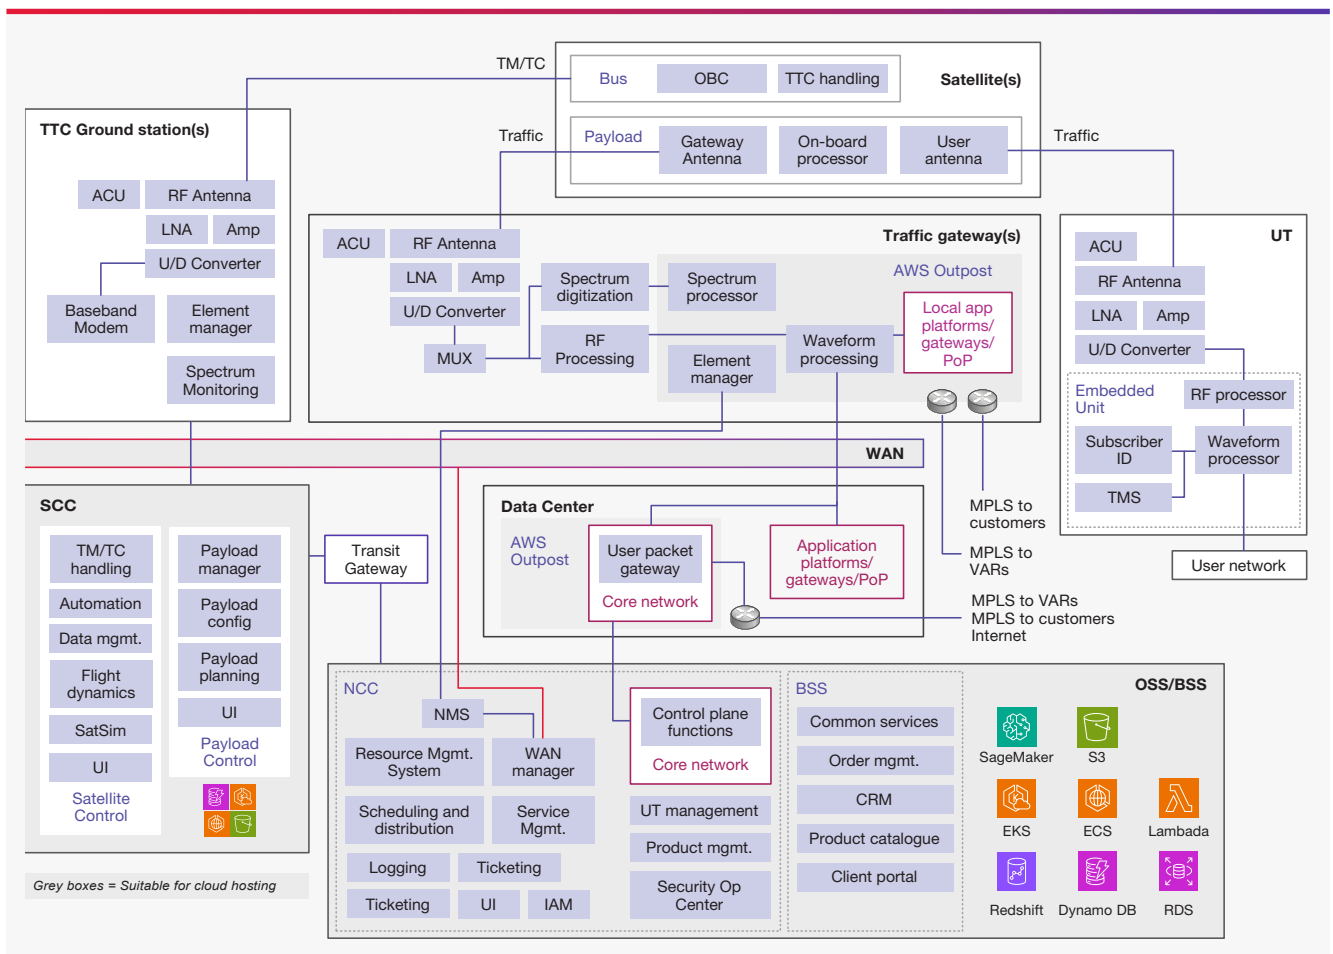 TM/TC
Bus
OBC
TTC handling
Satellite(s)
Traffic
Payload
Gateway
Antenna
On-board
processor
User
antenna
Traffic
TTC Ground station(s)
ACU
RF Antenna
LNA
Amp
U/D Converter
Baseband
Modem
Element
manager
Spectrum
Monitoring
Traffic gateway(s)
ACU
RF Antenna
LNA
Amp
U/D Converter
MUX
Spectrum
digitization
RF
Processing
AWS Outpost
Spectrum
processor
Element
manager
Waveform
processing
Local app
platforms/
gateways/
PoP
UT
ACU
RF Antenna
LNA
Amp
U/D Converter
Embedded
Unit
RF processor
Subscriber
ID
Waveform
processor
TMS
User network
WAN
MPLS to
customers
MPLS to
VARs
MPLS to VARs
MPLS to customers
Internet
SCC
TM/TC
handling
Automation
Data mgmt.
Flight
dynamics
SatSim
UI
Satellite
Control
Payload
manager
Payload
config
Payload
planning
UI
Payload
Control
Transit
Gateway
Data Center
AWS
Outpost
User packet
gateway
Core network
Application
platforms/
gateways/PoP
OSS/BSS
NCC
NMS
Resource Mgmt.
System
WAN
manager
Scheduling and
distribution
Service
Mgmt.
Logging
Ticketing
Ticketing
UI
IAM
Control plane
functions
Core network
UT management
Product mgmt.
Security Op
Center
BSS
Common services
Order mgmt.
CRM
Product catalogue
Client portal
SageMaker
S3
EKS
ECS
Lambada
Redshift
Dynamo DB
RDS
Grey boxes = Suitable for cloud hosting